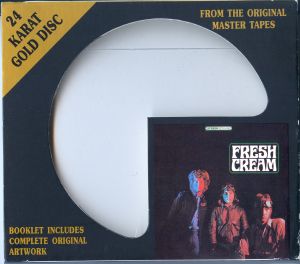 24
KARAT
GOLD DISC
FROM THE ORIGINAL
MASTER TAPES
FRESH
CREAM
BOOKLET INCLUDES
COMPLETE ORIGINAL
ARTWORK